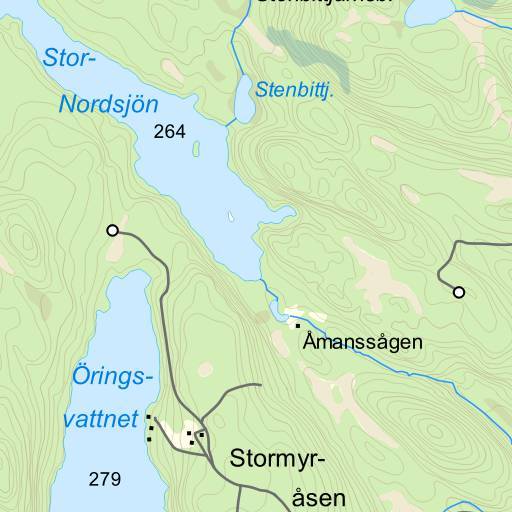 Stor-
Nordsjön
264
Stenbittj.
Åmanssågen
Örings-
vattnet
279
Stormyr-
åsen